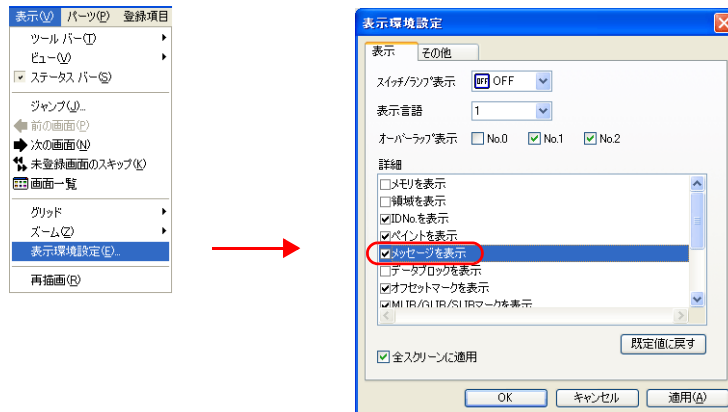 表示(V) パーツ(P) 登録項目
ツール バー(T)
ビュー(V)
ステータス バー(S)
ジャンプ(J)...
前の画面(P)
次の画面(N)
未登録画面のスキップ(K)
画面一覧
グリッド
ズーム(Z)
表示環境設定(E)...
再描画(R)
表示環境設定
表示 その他
スイッチ/ランプ表示 OFF OFF
表示言語 1
オーバーラップ表示 No.0 No.1 No.2
詳細
メモリを表示
領域を表示
IDNo.を表示
ペイントを表示
メッセージを表示
データブロックを表示
オフセットマークを表示
MLIB/GLIB/SLIBマークを表示
既定値に戻す
全スクリーンに適用
OK キャンセル 適用(A)